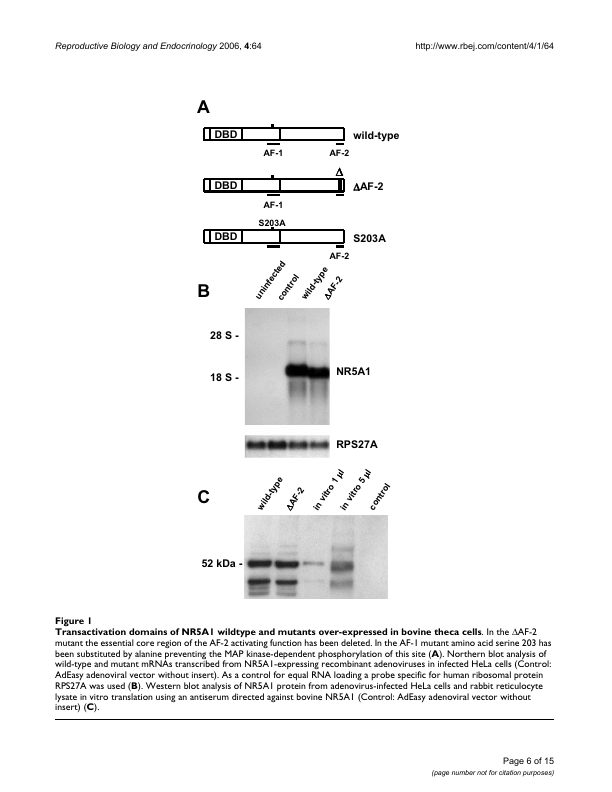 Reproductive Biology and Endocrinology 2006, 4:64
http://www.rbej.com/content/4/1/64
A
DBD
wild-type
AF-1
AF-2
Δ
DBD
ΔAF-2
AF-1
S203A
DBD
S203A
AF-2
B
uninfected
control
wild-type
ΔAF-2
28 S -
18 S -
NR5A1
RPS27A
C
wild-type
ΔAF-2
in vitro 1 µl
in vitro 5 µl
control
52 kDa -
Figure 1
Transactivation domains of NR5A1 wildtype and mutants over-expressed in bovine theca cells. In the ΔAF-2
mutant the essential core region of the AF-2 activating function has been deleted. In the AF-1 mutant amino acid serine 203 has
been substituted by alanine preventing the MAP kinase-dependent phosphorylation of this site (A). Northern blot analysis of
wild-type and mutant mRNAs transcribed from NR5A1-expressing recombinant adenoviruses in infected HeLa cells (Control:
AdEasy adenoviral vector without insert). As a control for equal RNA loading a probe specific for human ribosomal protein
RPS27A was used (B). Western blot analysis of NR5A1 protein from adenovirus-infected HeLa cells and rabbit reticulocyte
lysate in vitro translation using an antiserum directed against bovine NR5A1 (Control: AdEasy adenoviral vector without
insert) (C).
Page 6 of 15
(page number not for citation purposes)